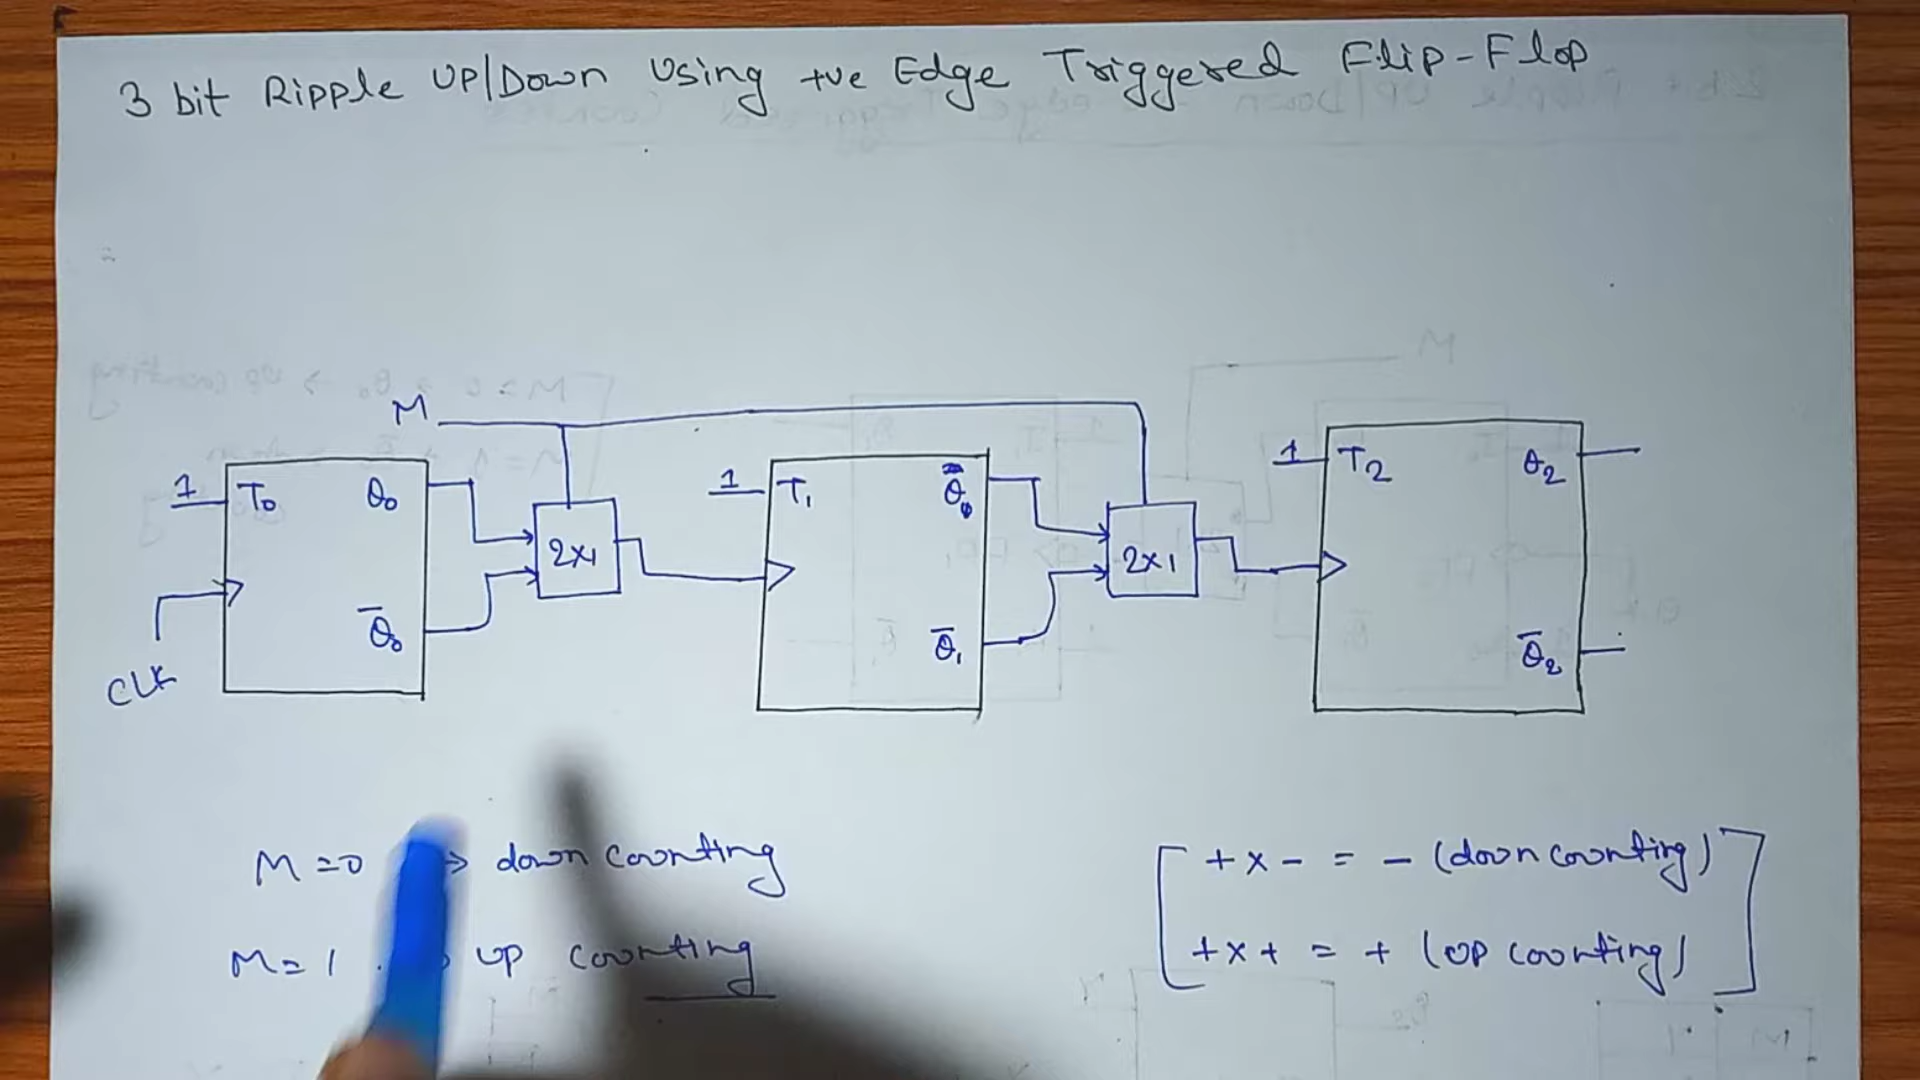 3 bit Ripple UP/Down Using +ve Edge Triggered Flip-Flop
M
1 T₀ Q₀
2x1
1 T₁
2x1
1 T₂ Q₂
CLK
Q̅₀
Q̅₁
Q̅₂
M=0 → down counting
M=1 up counting
+ x - = - (down counting)
+ x + = + (up counting)